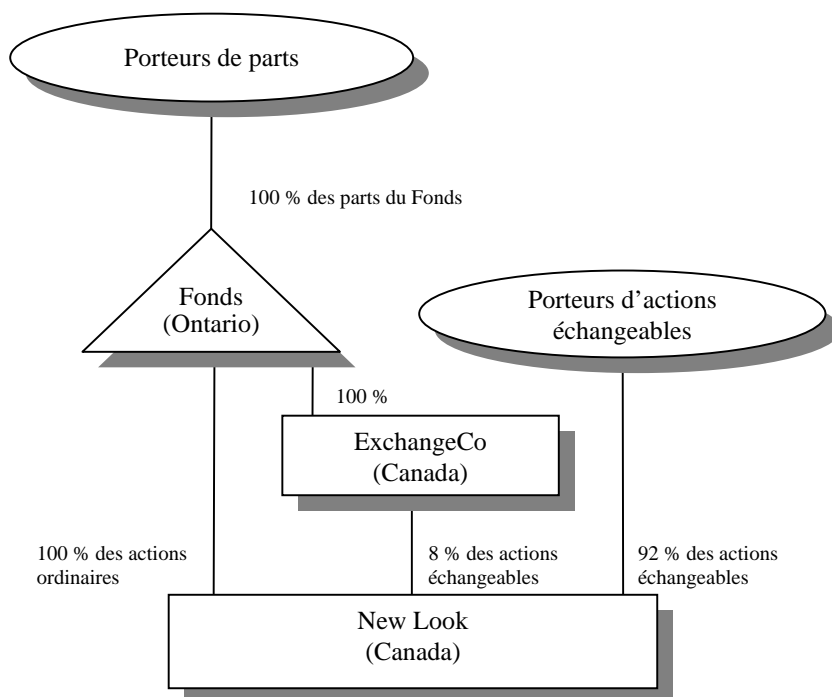 Porteurs de parts
100 % des parts du Fonds
Fonds
(Ontario)
Porteurs d’actions
échangeables
100 %
ExchangeCo
(Canada)
100 % des actions
ordinaires
8 % des actions
échangeables
92 % des actions
échangeables
New Look
(Canada)